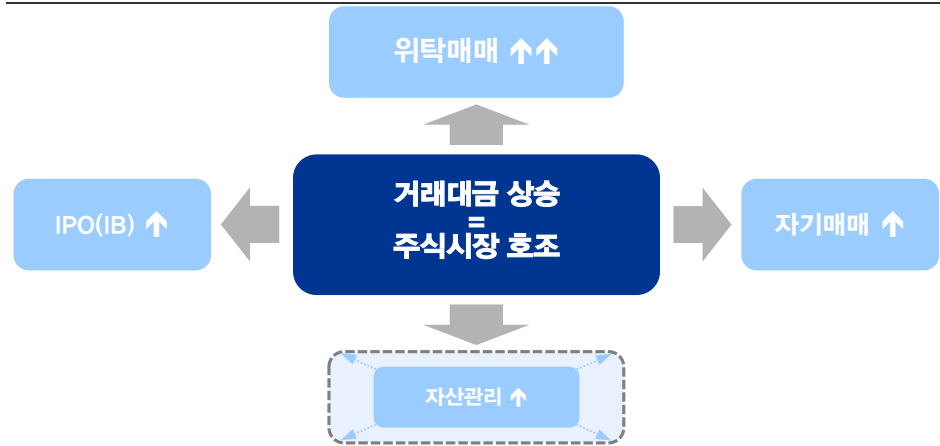 위탁매매 ↑↑
거래대금 상승
=
주식시장 호조
IPO(IB) ↑
자기매매 ↑
자산관리 ↑